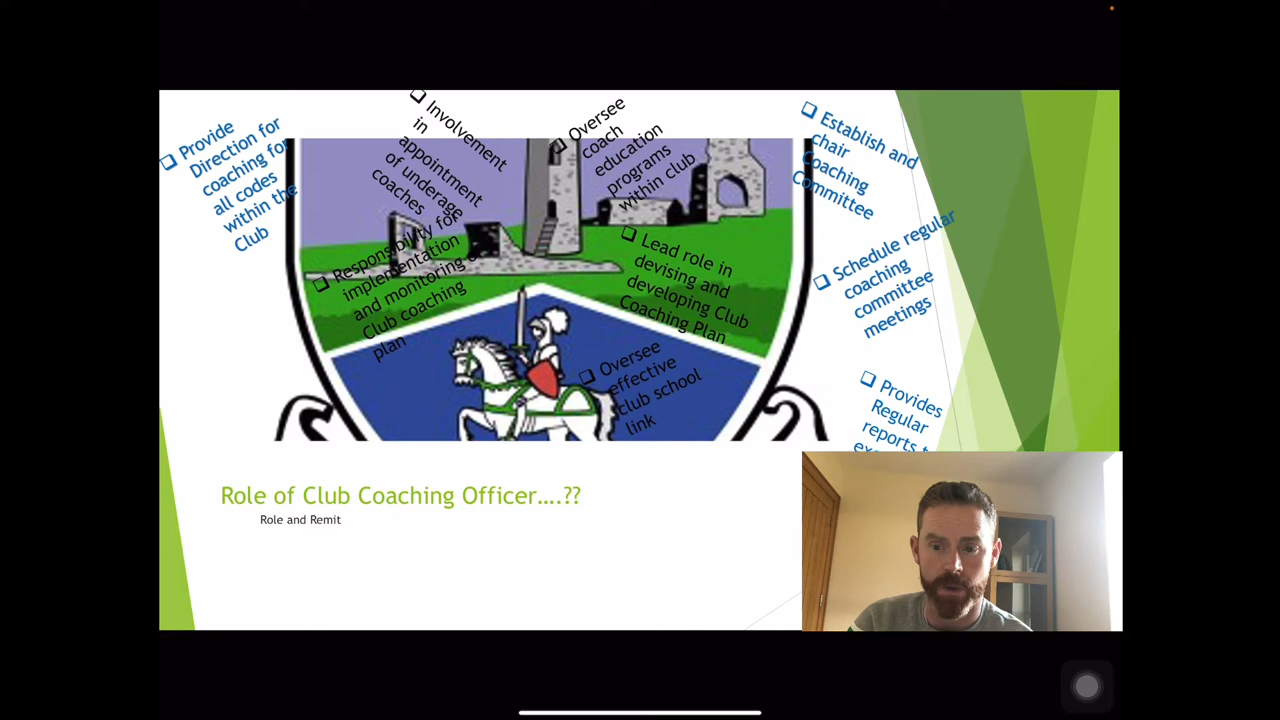 ❑ Provide
Direction for
coaching for
all codes
within the
Club
❑ Involvement
in
appointment
of underage
coaches
❑ Oversee
coach
education
programs
within club
❑ Establish and
chair
Coaching
Committee
❑ Responsibility for
implementation
and monitoring
Club coaching
plan
❑ Lead role in
devising and
developing Club
Coaching Plan
❑ Schedule regular
coaching
committee
meetings
❑ Oversee
effective
club school
link
❑ Provides
Regular
reports
Role of Club Coaching Officer....??
Role and Remit